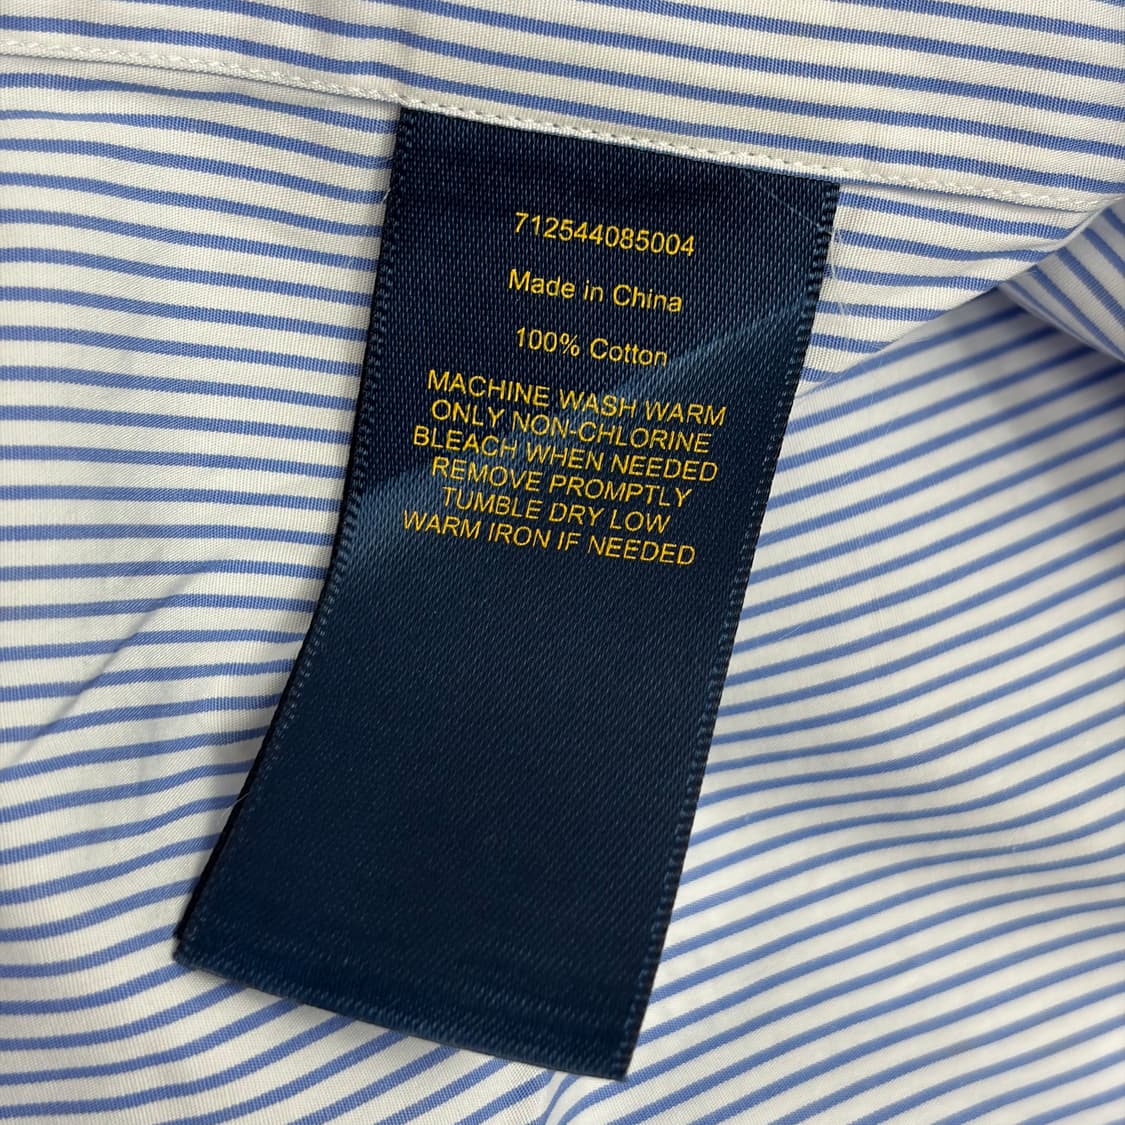 712544085004
Made in China
100% Cotton
MACHINE WASH WARM
ONLY NON-CHLORINE
BLEACH WHEN NEEDED
REMOVE PROMPTLY
TUMBLE DRY LOW
WARM IRON IF NEEDED